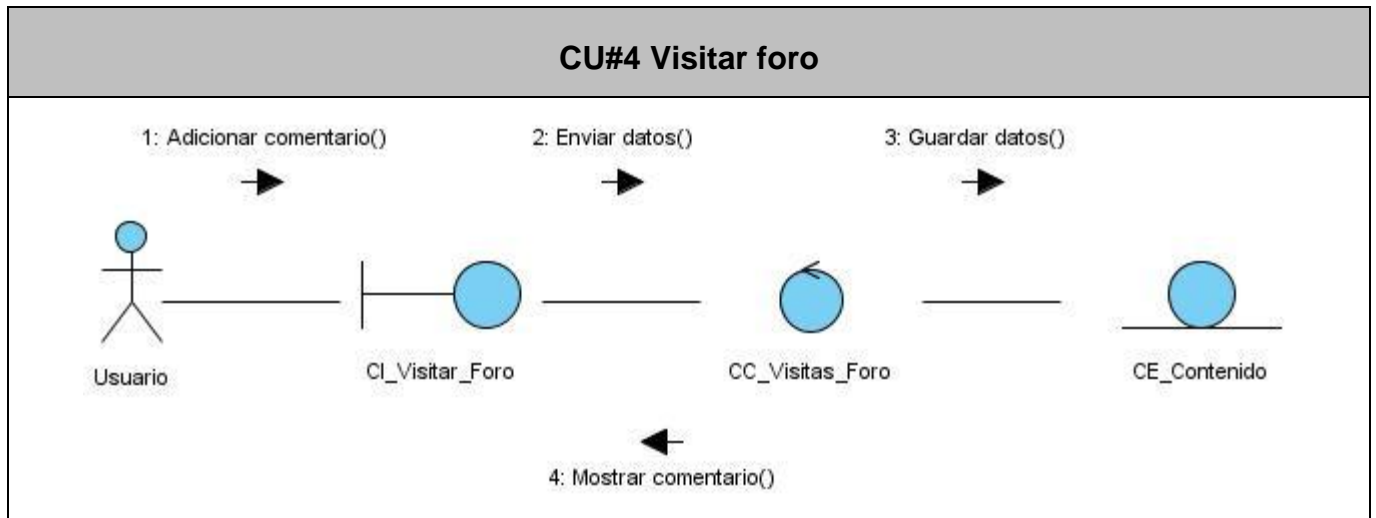 CU#4 Visitar foro
1: Adicionar comentario()
2: Enviar datos()
3: Guardar datos()
Usuario
CI_Visitar_Foro
CC_Visitas_Foro
CE_Contenido
4: Mostrar comentario()